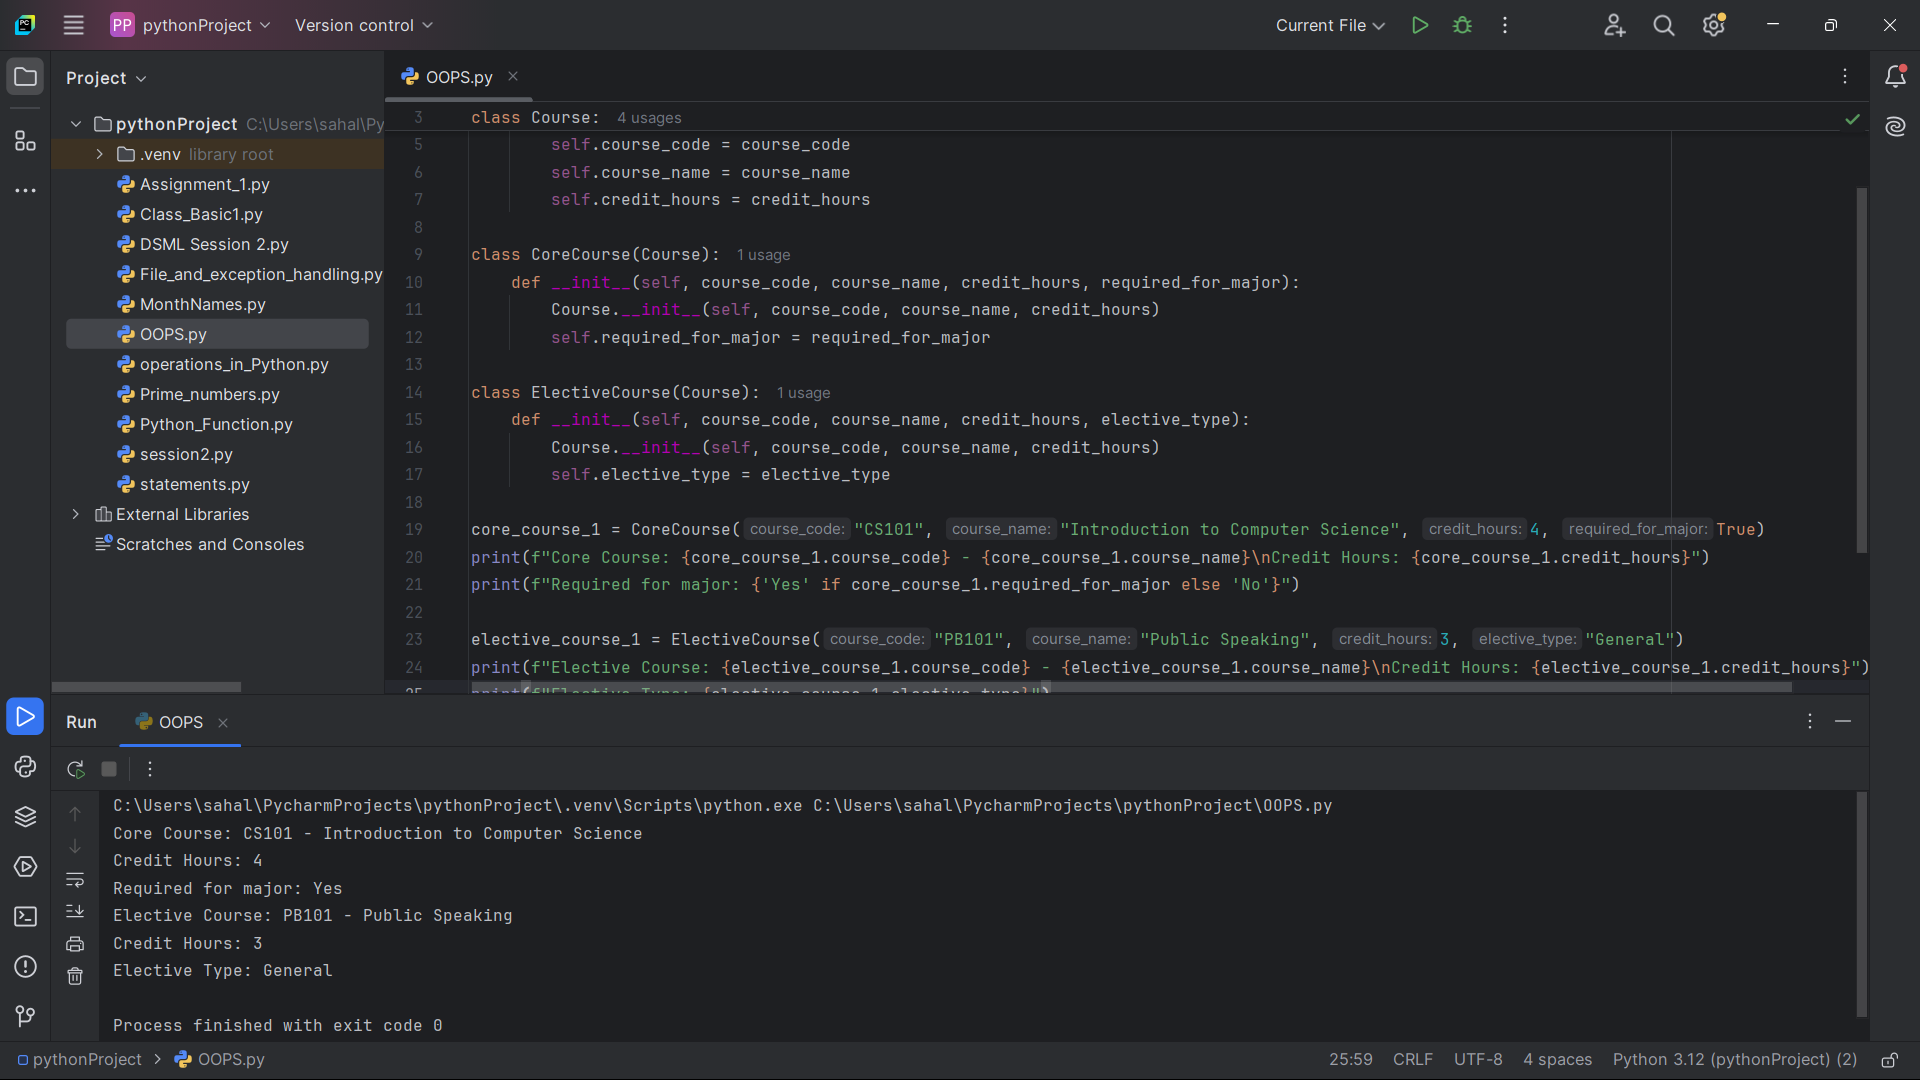 PP pythonProject Version control Current File
Project
OOPS.py
pythonProject C:\Users\sahal\Py
.venv library root
Assignment_1.py
Class_Basic1.py
DSML Session 2.py
File_and_exception_handling.py
MonthNames.py
OOPS.py
operations_in_Python.py
Prime_numbers.py
Python_Function.py
session2.py
statements.py
External Libraries
Scratches and Consoles
3 class Course: 4 usages
5 self.course_code = course_code
6 self.course_name = course_name
7 self.credit_hours = credit_hours
8
9 class CoreCourse(Course): 1 usage
10 def __init__(self, course_code, course_name, credit_hours, required_for_major):
11 Course.__init__(self, course_code, course_name, credit_hours)
12 self.required_for_major = required_for_major
13
14 class ElectiveCourse(Course): 1 usage
15 def __init__(self, course_code, course_name, credit_hours, elective_type):
16 Course.__init__(self, course_code, course_name, credit_hours)
17 self.elective_type = elective_type
18
19 core_course_1 = CoreCourse( course_code: "CS101", course_name: "Introduction to Computer Science", credit_hours: 4, required_for_major: True)
20 print(f"Core Course: {core_course_1.course_code} - {core_course_1.course_name}\nCredit Hours: {core_course_1.credit_hours}")
21 print(f"Required for major: {'Yes' if core_course_1.required_for_major else 'No'}")
22
23 elective_course_1 = ElectiveCourse( course_code: "PB101", course_name: "Public Speaking", credit_hours: 3, elective_type: "General")
24 print(f"Elective Course: {elective_course_1.course_code} - {elective_course_1.course_name}\nCredit Hours: {elective_course_1.credit_hours}")
25 print(f"Elective Type: {elective_course_1.elective_type}")
Run OOPS
C:\Users\sahal\PycharmProjects\pythonProject\.venv\Scripts\python.exe C:\Users\sahal\PycharmProjects\pythonProject\OOPS.py
Core Course: CS101 - Introduction to Computer Science
Credit Hours: 4
Required for major: Yes
Elective Course: PB101 - Public Speaking
Credit Hours: 3
Elective Type: General
Process finished with exit code 0
pythonProject > OOPS.py 25:59 CRLF UTF-8 4 spaces Python 3.12 (pythonProject) (2)